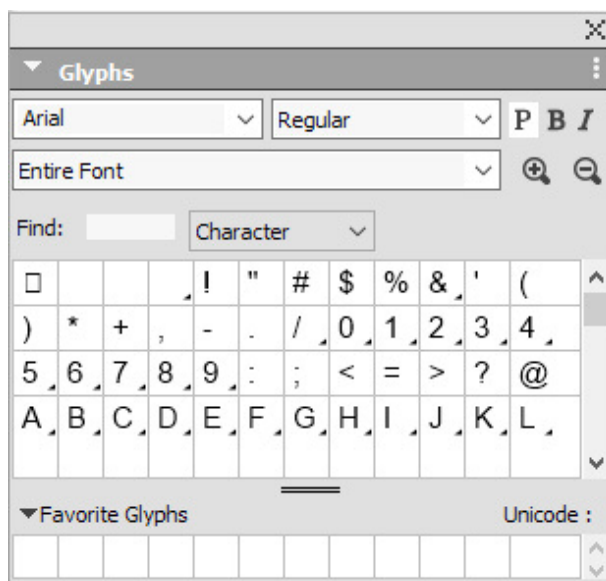 Glyphs
Arial Regular P B I
Entire Font
Find: Character
! " # $ % & ' (
) * + , - . / 0 1 2 3 4
5 6 7 8 9 : ; < = > ? @
A B C D E F G H I J K L
Favorite Glyphs Unicode :